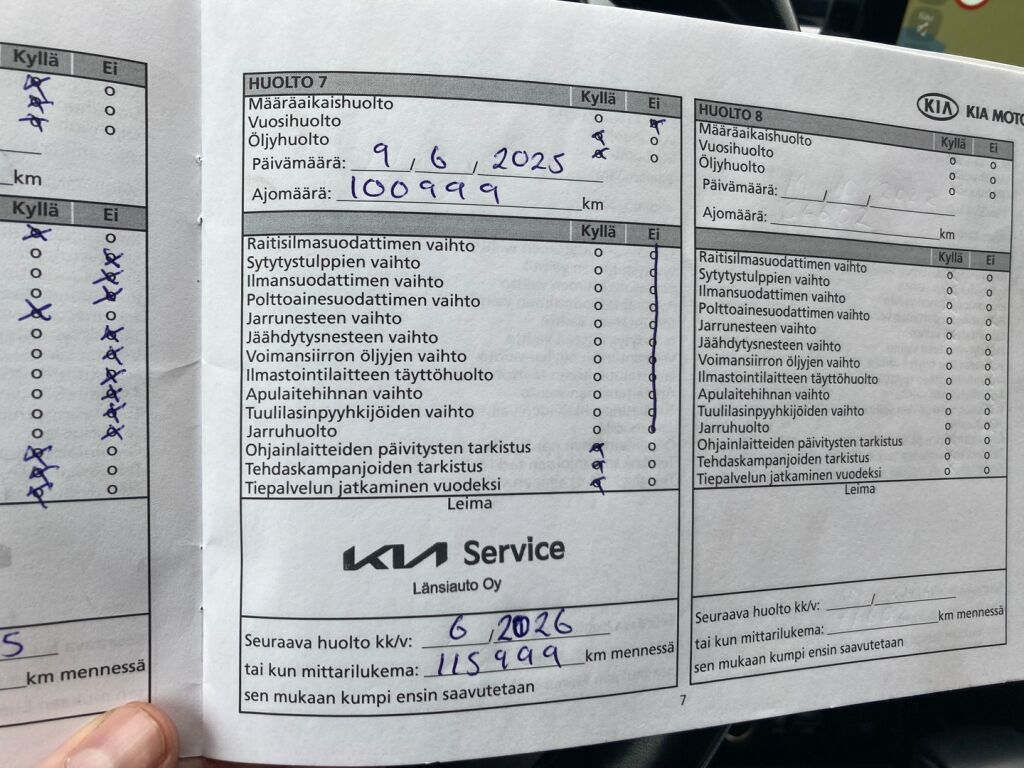 Kyllä Ei
km
Kyllä Ei
5
km mennessä
HUOLTO 7 Kyllä Ei
Määräaikaishuolto
Vuosihuolto
Öljyhuolto
Päivämäärä: 9 / 6 / 2025
Ajomäärä: 100999 km
Kyllä Ei
Raitisilmasuodattimen vaihto
Sytytystulppien vaihto
Ilmansuodattimen vaihto
Polttoainesuodattimen vaihto
Jarrunesteen vaihto
Jäähdytysnesteen vaihto
Voimansiirron öljyjen vaihto
Ilmastointilaitteen täyttöhuolto
Apulaitehihnan vaihto
Tuulilasinpyyhkijöiden vaihto
Jarruhuolto
Ohjainlaitteiden päivitysten tarkistus
Tehdaskampanjoiden tarkistus
Tiepalvelun jatkaminen vuodeksi
Leima
KIA Service
Länsiauto Oy
Seuraava huolto kk/v: 6 / 2026
tai kun mittarilukema: 115999 km mennessä
sen mukaan kumpi ensin saavutetaan
7
KIA KIA MOTO
HUOLTO 8 Kyllä Ei
Määräaikaishuolto
Vuosihuolto
Öljyhuolto
Päivämäärä: / /
Ajomäärä: km
Kyllä Ei
Raitisilmasuodattimen vaihto
Sytytystulppien vaihto
Ilmansuodattimen vaihto
Polttoainesuodattimen vaihto
Jarrunesteen vaihto
Jäähdytysnesteen vaihto
Voimansiirron öljyjen vaihto
Ilmastointilaitteen täyttöhuolto
Apulaitehihnan vaihto
Tuulilasinpyyhkijöiden vaihto
Jarruhuolto
Ohjainlaitteiden päivitysten tarkistus
Tehdaskampanjoiden tarkistus
Tiepalvelun jatkaminen vuodeksi
Leima
Seuraava huolto kk/v: /
tai kun mittarilukema: km mennessä
sen mukaan kumpi ensin saavutetaan